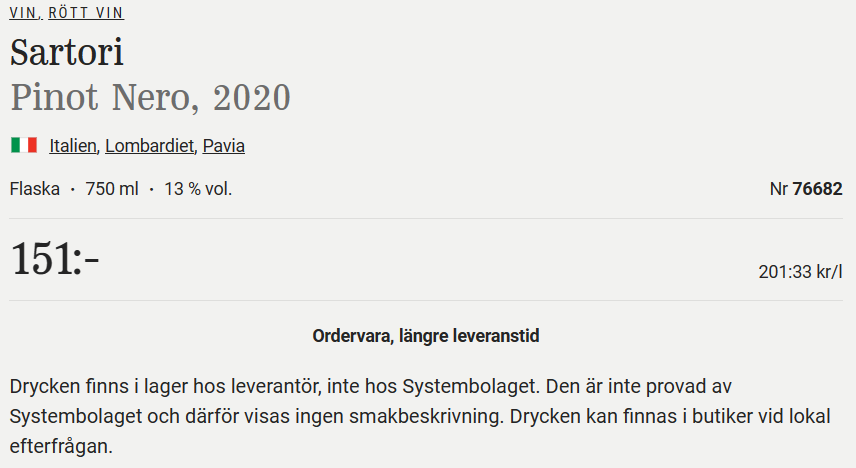 VIN, RÖTT VIN
Sartori
Pinot Nero, 2020
Italien, Lombardiet, Pavia
Flaska · 750 ml · 13 % vol.
Nr 76682
151:-
201:33 kr/l
Ordervara, längre leveranstid
Drycken finns i lager hos leverantör, inte hos Systembolaget. Den är inte provad av
Systembolaget och därför visas ingen smakbeskrivning. Drycken kan finnas i butiker vid lokal
efterfrågan.